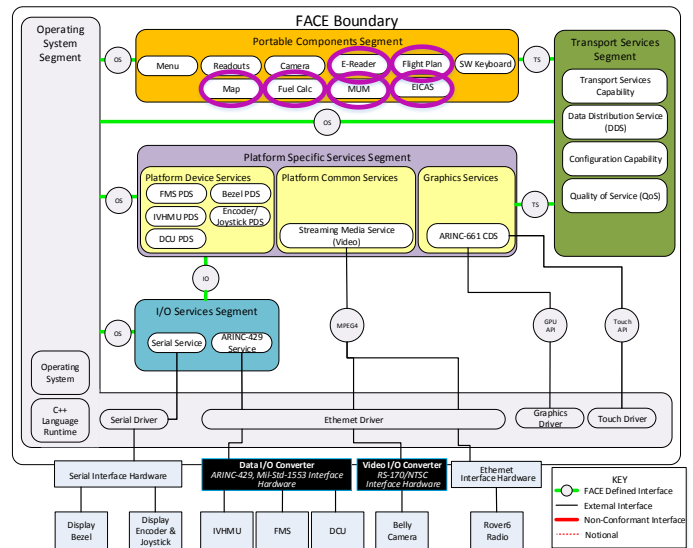 FACE Boundary
Operating
System
Segment
Portable Components Segment
Menu
Readouts
Camera
E-Reader
Flight Plan
SW Keyboard
Map
Fuel Calc
MUM
EICAS
OS
TS
OS
Transport Services
Segment
Transport Services
Capability
Data Distribution Service
(DDS)
Configuration Capability
Quality of Service (QoS)
Platform Specific Services Segment
Platform Device Services
FMS PDS
Bezel PDS
IVHMU PDS
Encoder/
Joystick PDS
DCU PDS
Platform Common Services
Streaming Media Service
(Video)
Graphics Services
ARINC-661 CDS
OS
TS
IO
I/O Services Segment
Serial Service
ARINC-429
Service
OS
MPEG4
GPU
API
Touch
API
Operating
System
C++
Language
Runtime
Serial Driver
Ethernet Driver
Graphics
Driver
Touch Driver
Serial Interface Hardware
Data I/O Converter
ARINC-429, Mil-Std-1553 Interface
Hardware
Video I/O Converter
RS-170/NTSC
Interface Hardware
Ethernet
Interface Hardware
Display
Bezel
Display
Encoder &
Joystick
IVHMU
FMS
DCU
Belly
Camera
Rover6
Radio
KEY
FACE Defined Interface
External Interface
Non-Conformant Interface
Notional